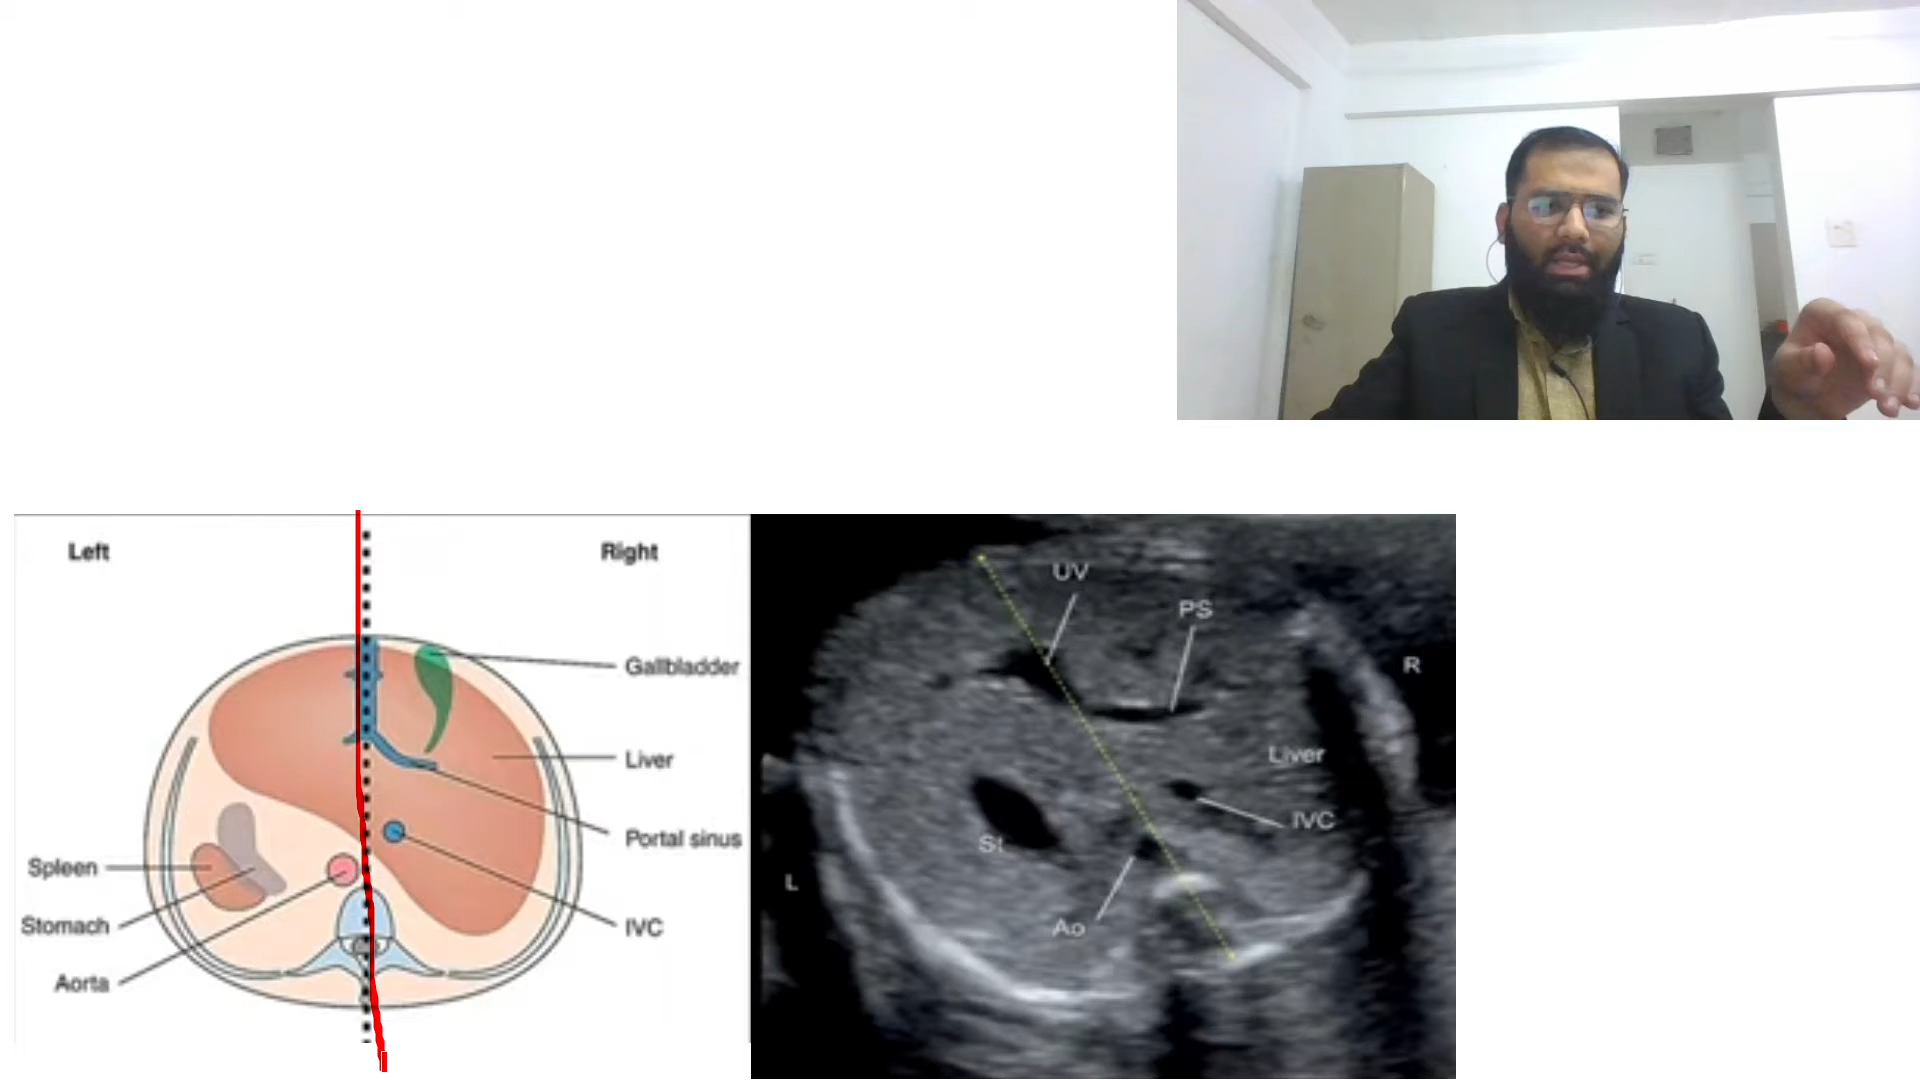 Left
Right
Gallbladder
Liver
Portal sinus
Spleen
Stomach
IVC
Aorta
UV
PS
R
Liver
IVC
St
L
Ao